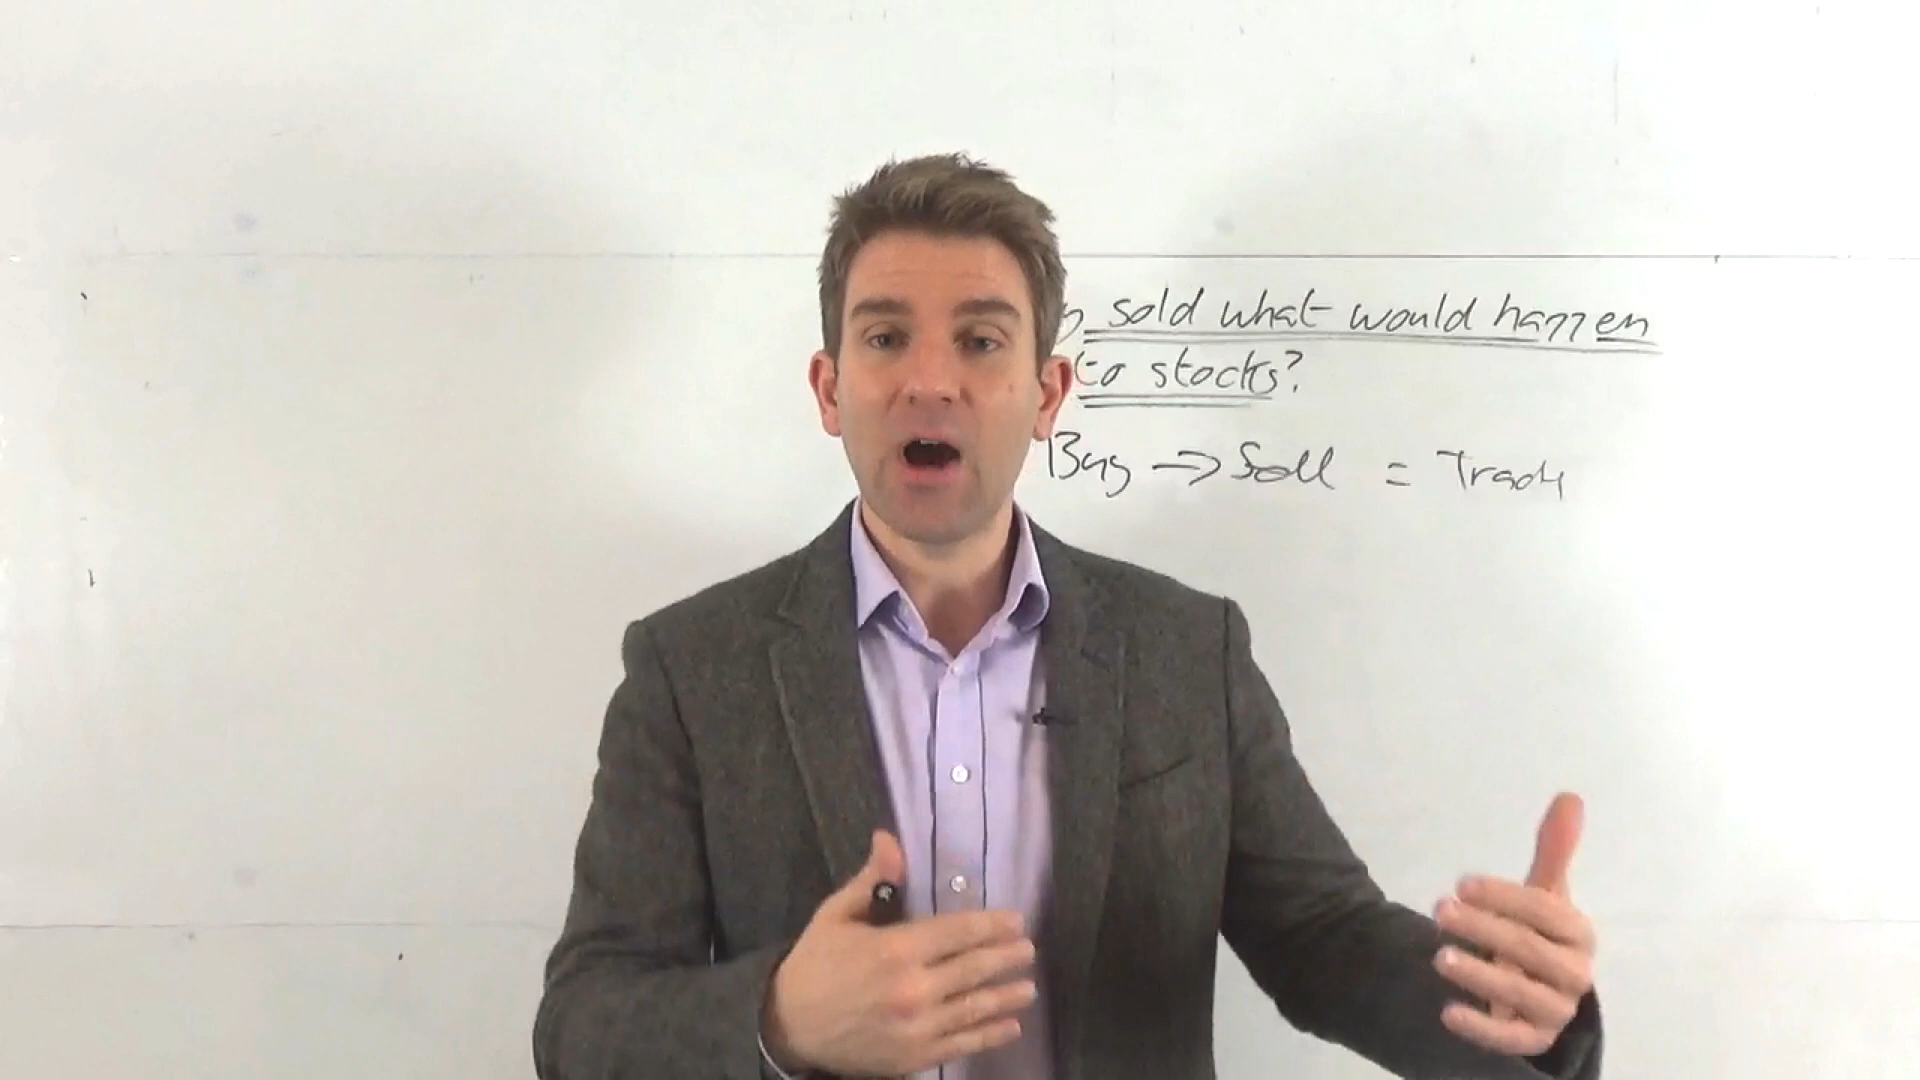 sold what would happen
to stocks?
Buy → Sell = Trade